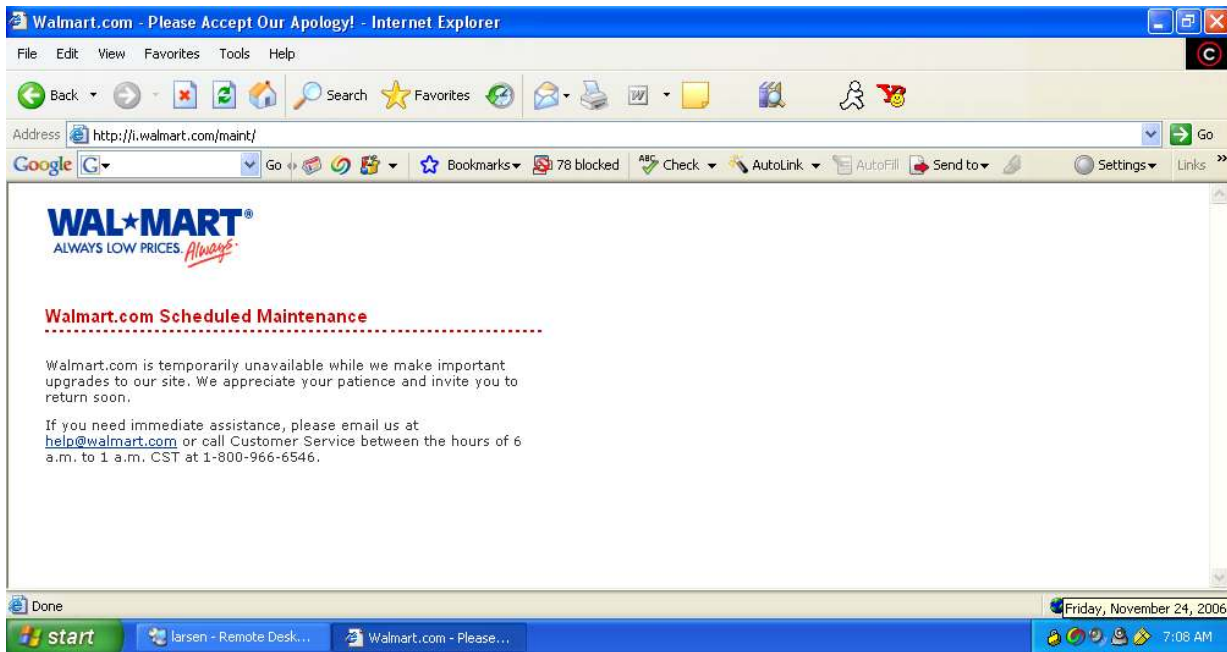 Walmart.com - Please Accept Our Apology! - Internet Explorer
File Edit View Favorites Tools Help
Back Search Favorites
Address http://i.walmart.com/maint/ Go
Google G Go Bookmarks 78 blocked ABC Check AutoLink AutoFill Send to Settings Links »
WAL★MART®
ALWAYS LOW PRICES. Always.
Walmart.com Scheduled Maintenance
Walmart.com is temporarily unavailable while we make important
upgrades to our site. We appreciate your patience and invite you to
return soon.
If you need immediate assistance, please email us at
help@walmart.com or call Customer Service between the hours of 6
a.m. to 1 a.m. CST at 1-800-966-6546.
Done
Friday, November 24, 2006
start larsen - Remote Desk... Walmart.com - Please... 7:08 AM